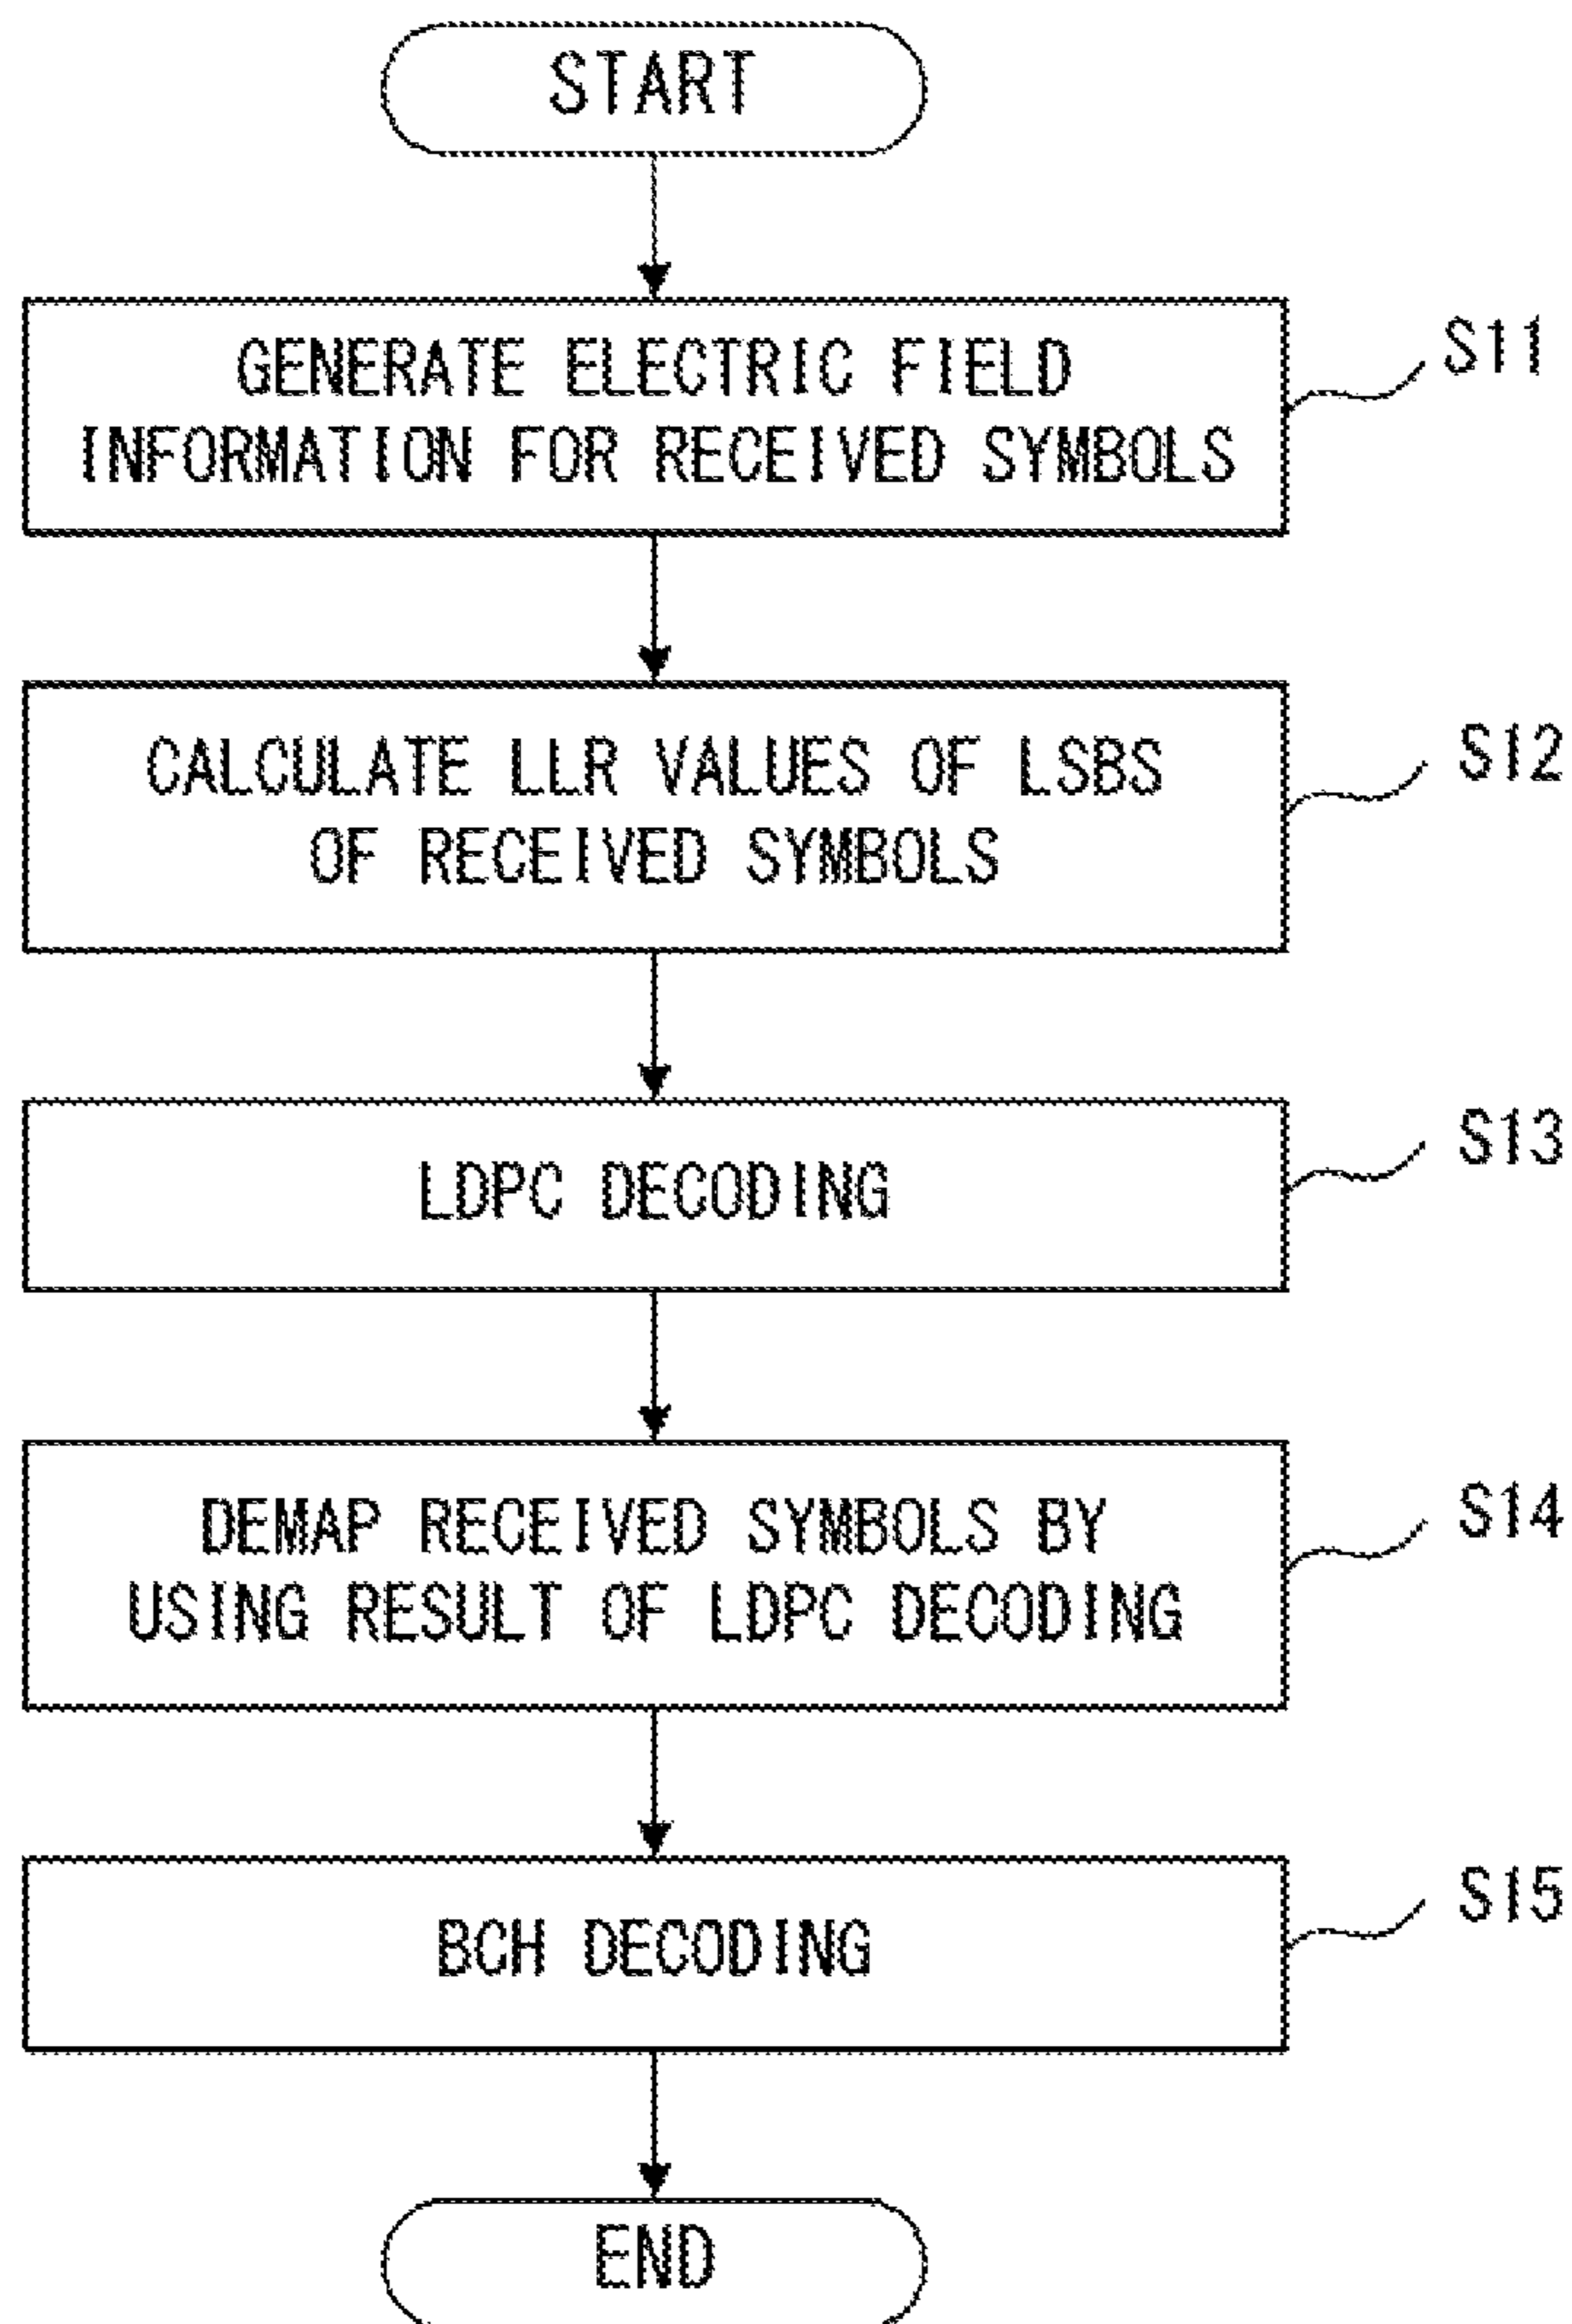 START
GENERATE ELECTRIC FIELD
INFORMATION FOR RECEIVED SYMBOLS
S11
CALCULATE LLR VALUES OF LSBS
OF RECEIVED SYMBOLS
S12
LDPC DECODING
S13
DEMAP RECEIVED SYMBOLS BY
USING RESULT OF LDPC DECODING
S14
BCH DECODING
S15
END